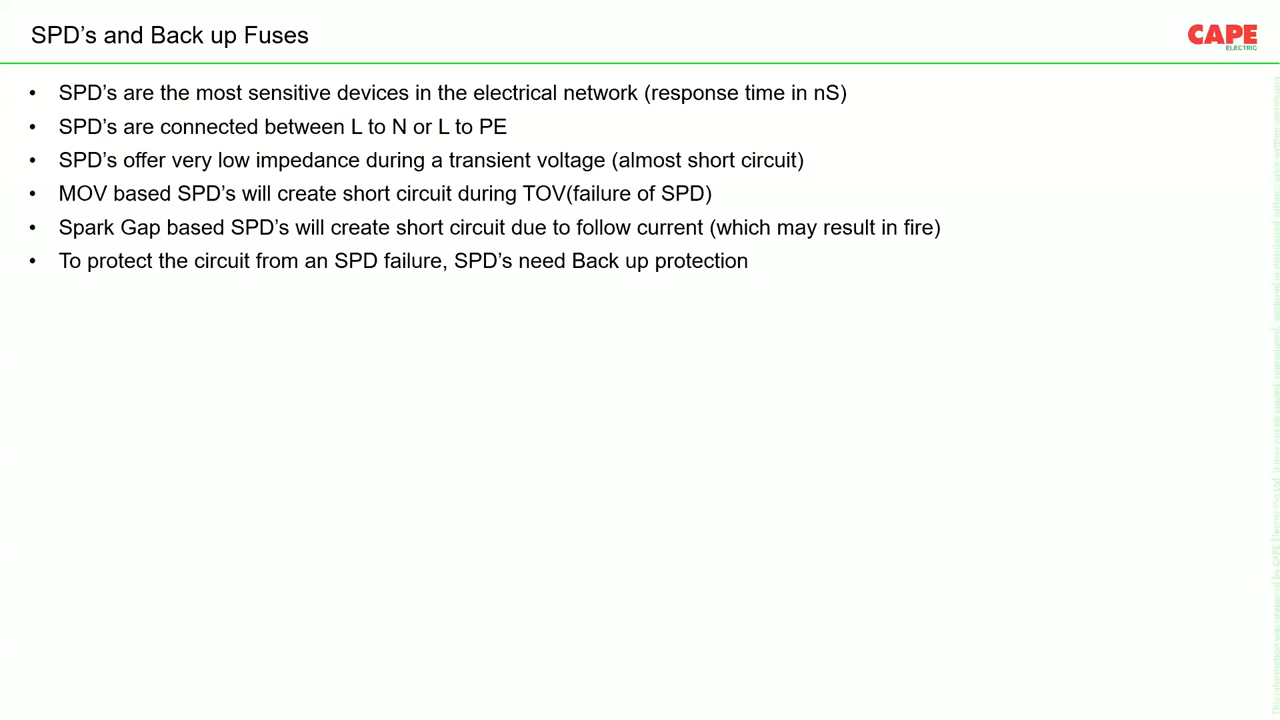 SPD's and Back up Fuses
CAPE
ELECTRIC
• SPD's are the most sensitive devices in the electrical network (response time in nS)
• SPD's are connected between L to N or L to PE
• SPD's offer very low impedance during a transient voltage (almost short circuit)
• MOV based SPD's will create short circuit during TOV(failure of SPD)
• Spark Gap based SPD's will create short circuit due to follow current (which may result in fire)
• To protect the circuit from an SPD failure, SPD's need Back up protection